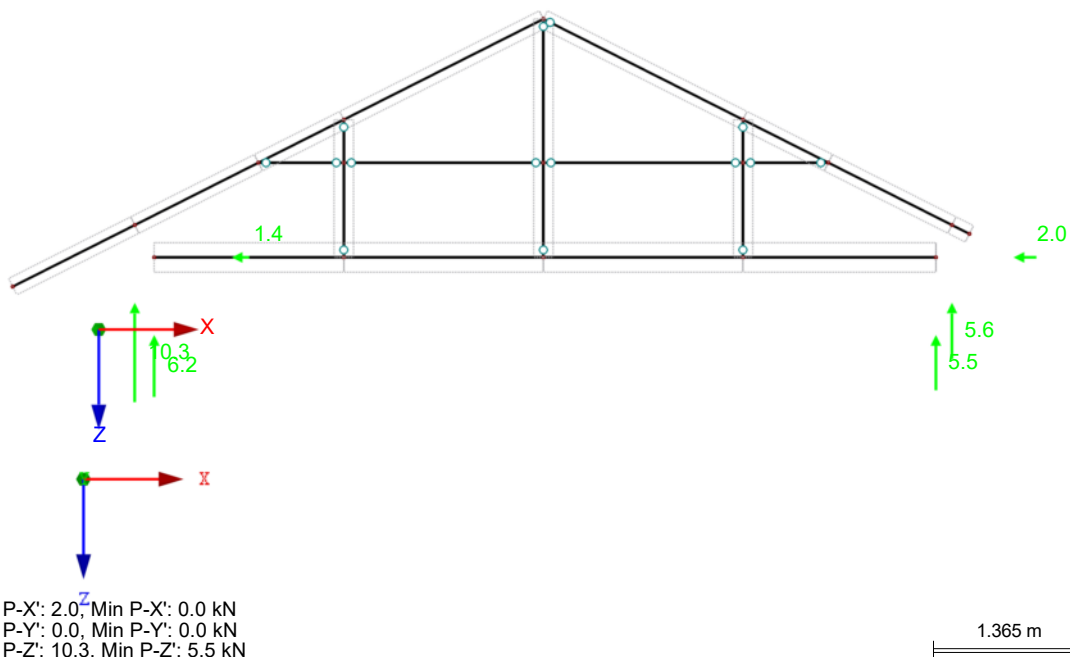 1.4
2.0
X
10.3
6.2
5.6
5.5
Z
X
Z
P-X': 2.0, Min P-X': 0.0 kN
P-Y': 0.0, Min P-Y': 0.0 kN
P-Z': 10.3, Min P-Z': 5.5 kN
1.365 m